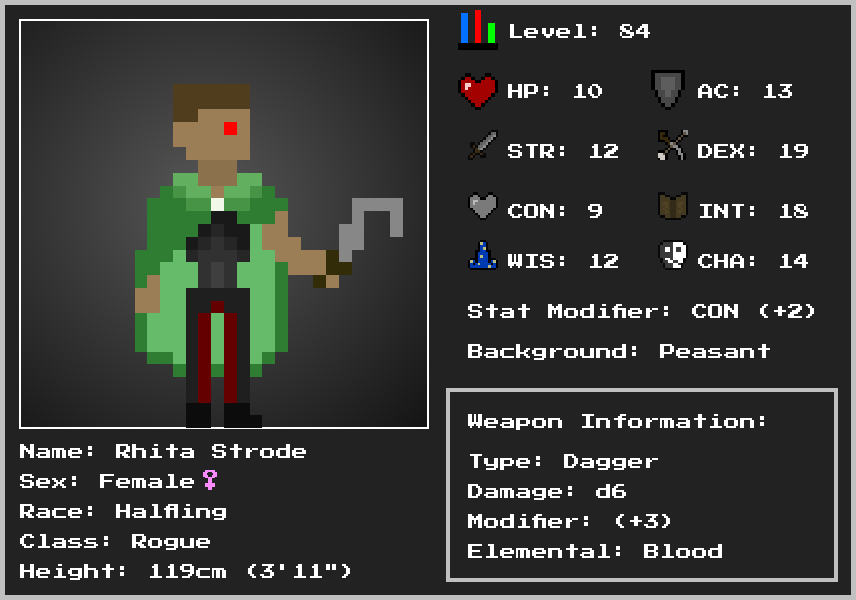 Level: 84
HP: 10 AC: 13
STR: 12 DEX: 19
CON: 9 INT: 18
WIS: 12 CHA: 14
Stat Modifier: CON (+2)
Background: Peasant
Weapon Information:
Type: Dagger
Damage: d6
Modifier: (+3)
Elemental: Blood
Name: Rhita Strode
Sex: Female♀
Race: Halfling
Class: Rogue
Height: 119cm (3'11")